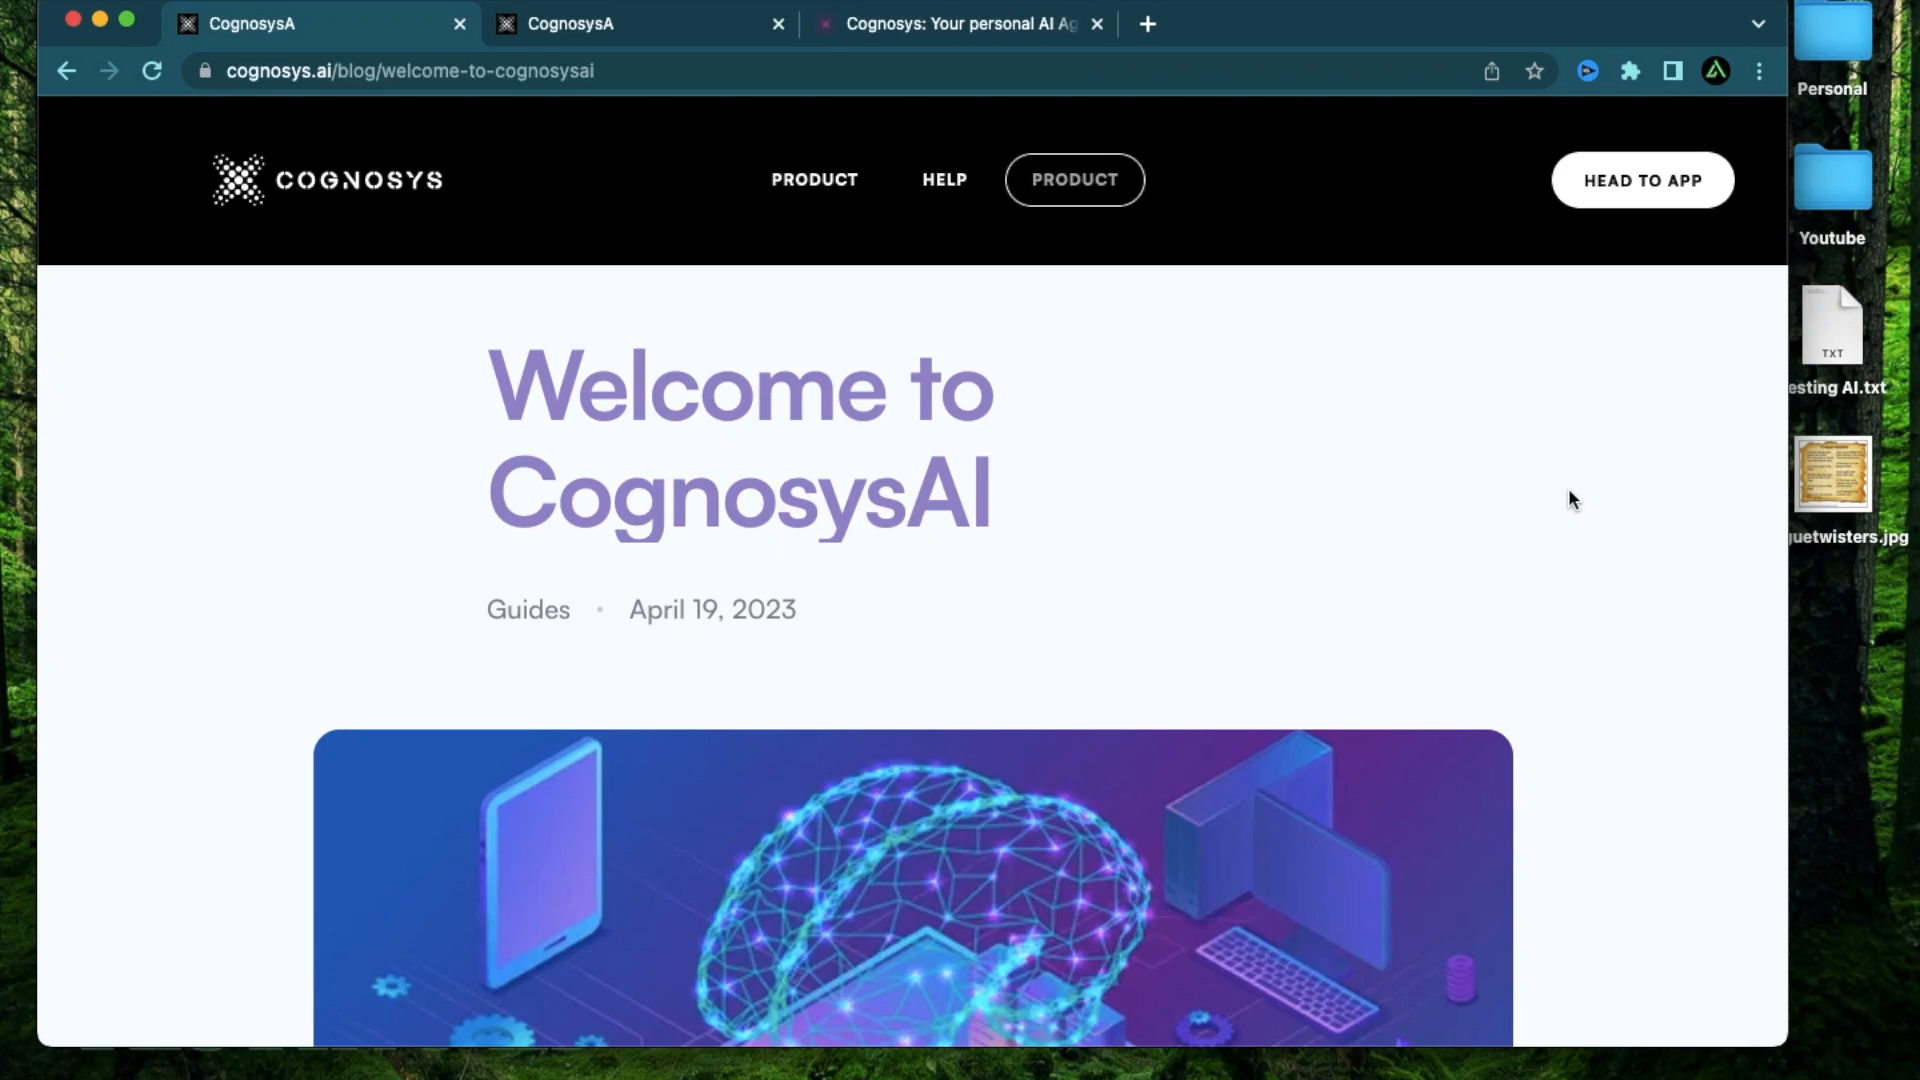 CognosysA
CognosysA
Cognosys: Your personal AI Ag
cognosys.ai/blog/welcome-to-cognosysai
COGNOSYS
PRODUCT
HELP
PRODUCT
HEAD TO APP
Welcome to
CognosysAI
Guides • April 19, 2023
Personal
Youtube
TXT
esting AI.txt
uetwisters.jpg